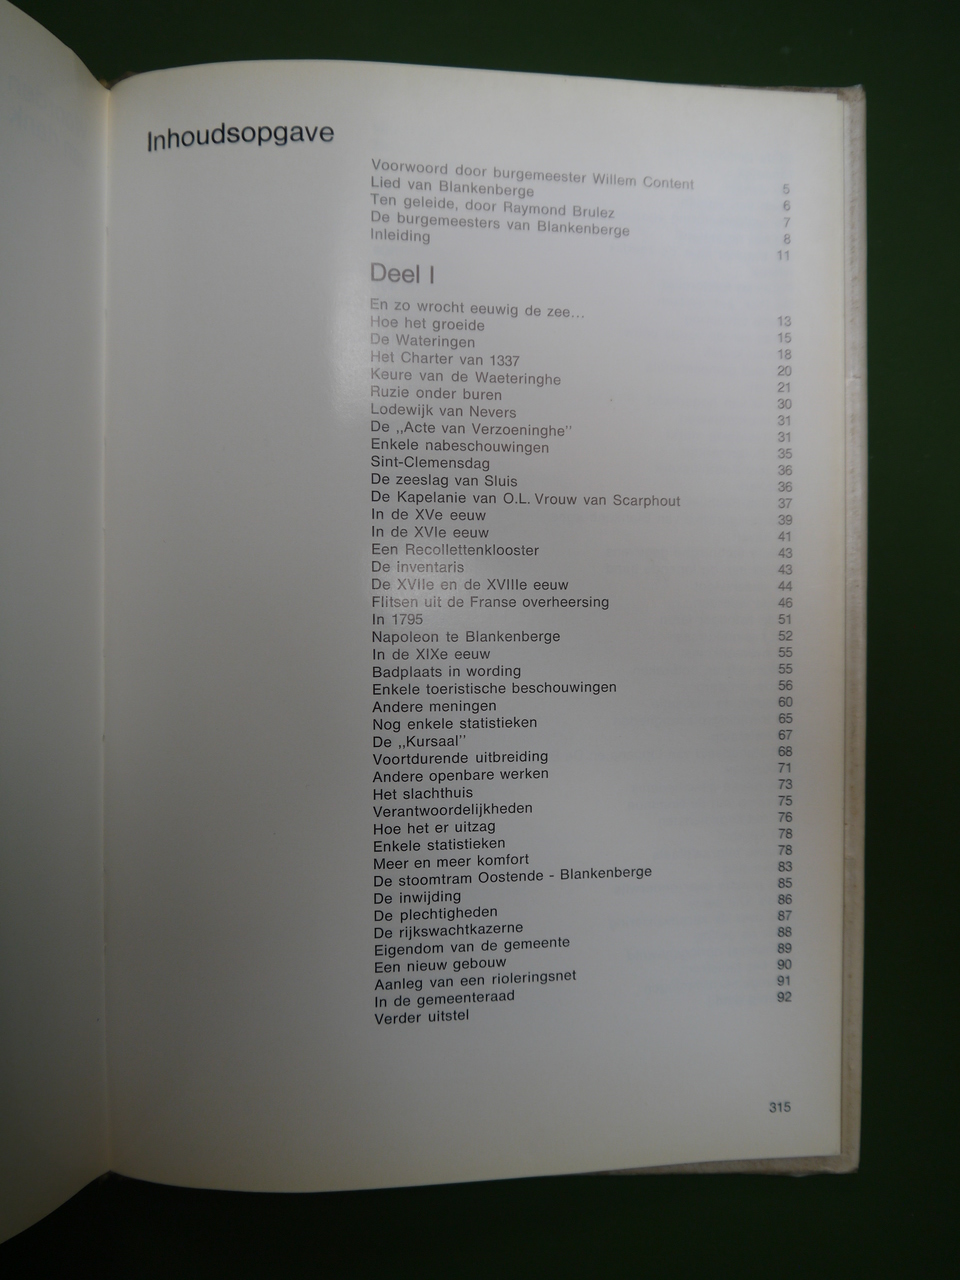 Inhoudsopgave
Voorwoord door burgemeester Willem Content 5
Lied van Blankenberge 6
Ten geleide, door Raymond Brulez 7
De burgemeesters van Blankenberge 8
Inleiding 11
Deel I
En zo wrocht eeuwig de zee... 13
Hoe het groeide 15
De Wateringen 18
Het Charter van 1337 20
Keure van de Waeteringhe 21
Ruzie onder buren 30
Lodewijk van Nevers 31
De ,,Acte van Verzoeninghe'' 31
Enkele nabeschouwingen 35
Sint-Clemensdag 36
De zeeslag van Sluis 36
De Kapelanie van O.L. Vrouw van Scarphout 37
In de XVe eeuw 39
In de XVIe eeuw 41
Een Recollettenklooster 43
De inventaris 43
De XVIIe en de XVIIIe eeuw 44
Flitsen uit de Franse overheersing 46
In 1795 51
Napoleon te Blankenberge 52
In de XIXe eeuw 55
Badplaats in wording 55
Enkele toeristische beschouwingen 56
Andere meningen 60
Nog enkele statistieken 65
De ,,Kursaal'' 67
Voortdurende uitbreiding 68
Andere openbare werken 71
Het slachthuis 73
Verantwoordelijkheden 75
Hoe het er uitzag 76
Enkele statistieken 78
Meer en meer komfort 78
De stoomtram Oostende - Blankenberge 83
De inwijding 85
De plechtigheden 86
De rijkswachtkazerne 87
Eigendom van de gemeente 88
Een nieuw gebouw 89
Aanleg van een rioleringsnet 90
In de gemeenteraad 91
Verder uitstel 92
315